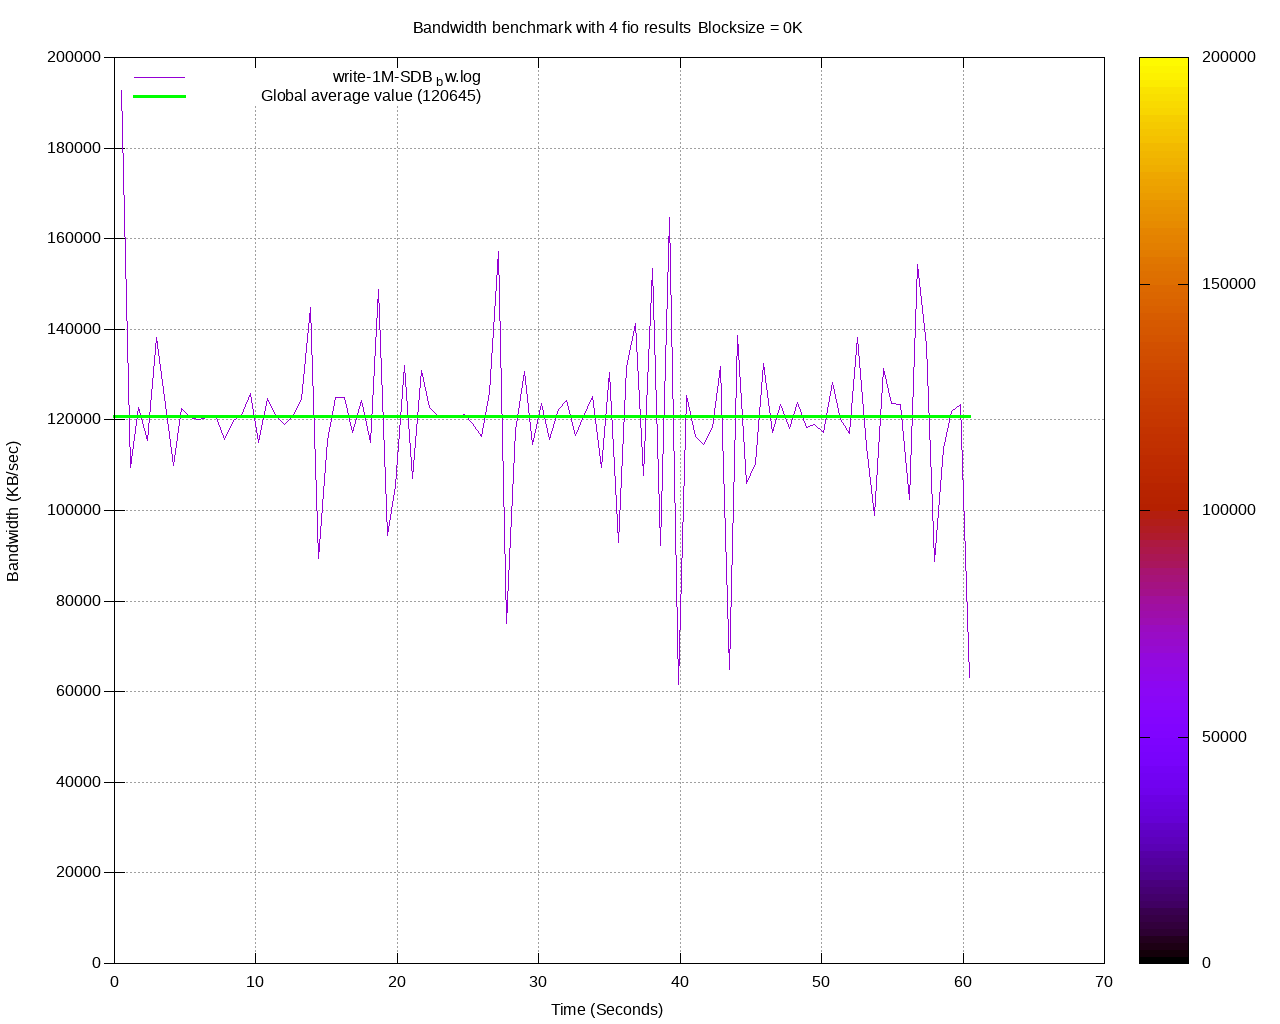 Bandwidth benchmark with 4 fio results Blocksize = 0K
200000
180000
160000
140000
120000
100000
80000
60000
40000
20000
0
Bandwidth (KB/sec)
write-1M-SDB_bw.log
Global average value (120645)
0 10 20 30 40 50 60 70
Time (Seconds)
200000
150000
100000
50000
0